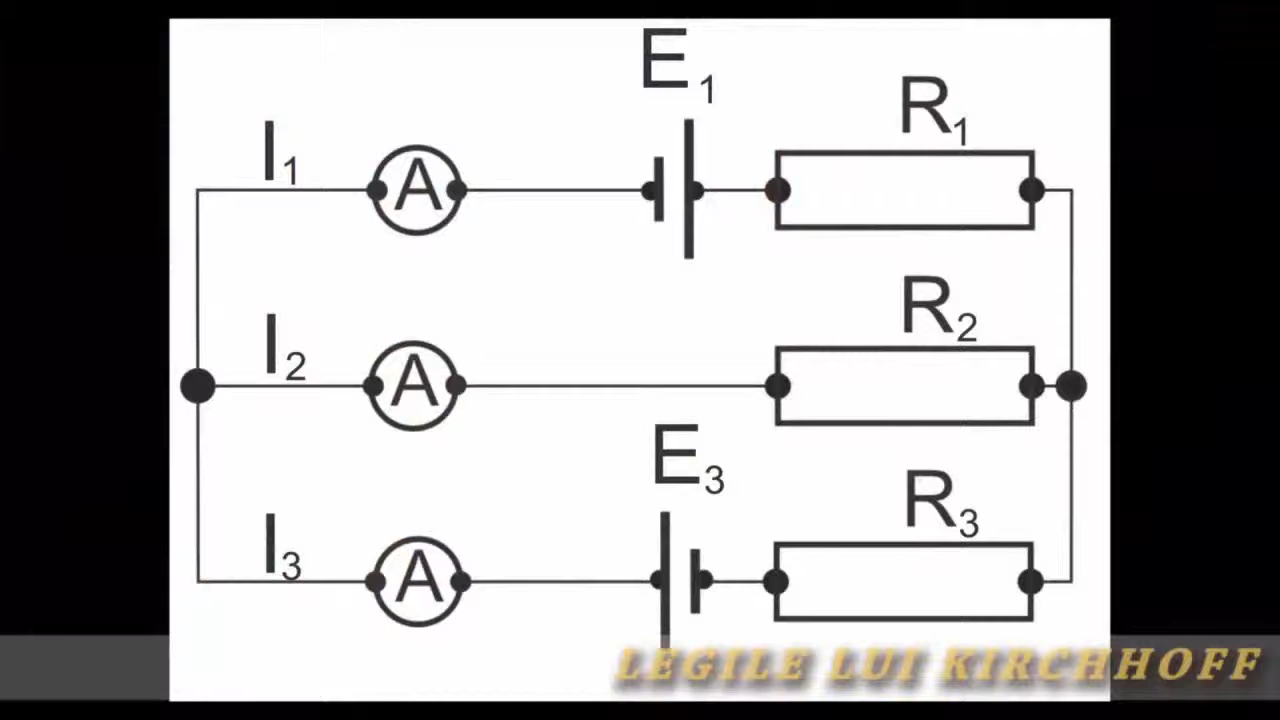 E₁
R₁
I₁
A
R₂
I₂
A
E₃
R₃
I₃
A
LEGILE LUI KIRCHHOFF